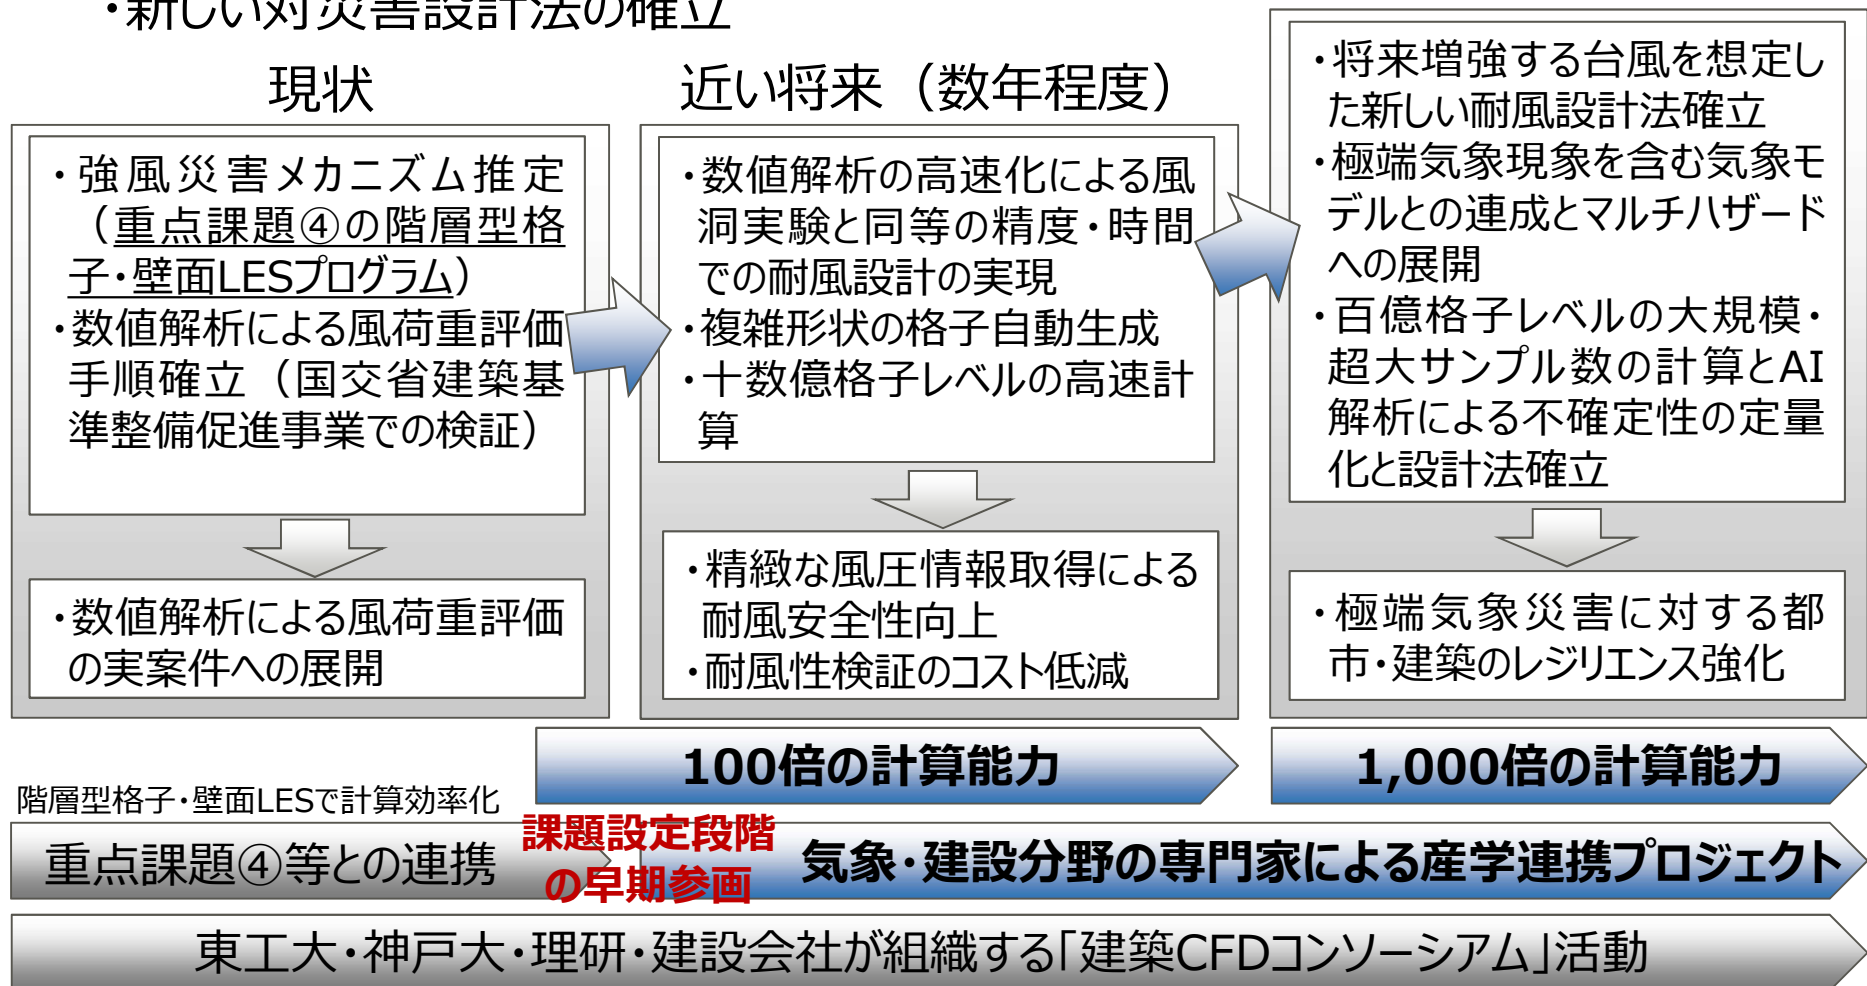 ・新しい対災害設計法の確立
現状
・強風災害メカニズム推定
（重点課題④の階層型格
子・壁面LESプログラム）
・数値解析による風荷重評価
手順確立（国交省建築基
準整備促進事業での検証）
・数値解析による風荷重評価
の実案件への展開
近い将来（数年程度）
・数値解析の高速化による風
洞実験と同等の精度・時間
での耐風設計の実現
・複雑形状の格子自動生成
・十数億格子レベルの高速計
算
・精緻な風圧情報取得による
耐風安全性向上
・耐風性検証のコスト低減
・将来増強する台風を想定し
た新しい耐風設計法確立
・極端気象現象を含む気象モ
デルとの連成とマルチハザード
への展開
・百億格子レベルの大規模・
超大サンプル数の計算とAI
解析による不確定性の定量
化と設計法確立
・極端気象災害に対する都
市・建築のレジリエンス強化
100倍の計算能力
1,000倍の計算能力
階層型格子・壁面LESで計算効率化
重点課題④等との連携
課題設定段階
の早期参画
気象・建設分野の専門家による産学連携プロジェクト
東工大・神戸大・理研・建設会社が組織する「建築CFDコンソーシアム」活動